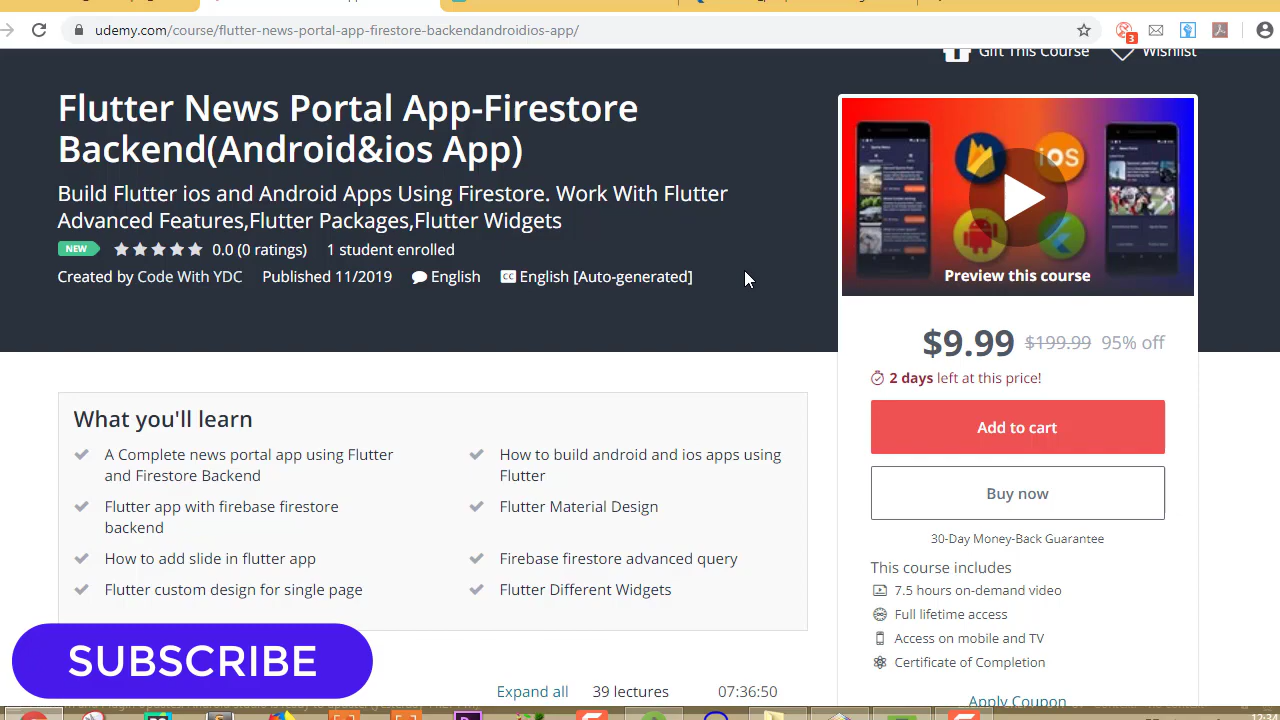 udemy.com/course/flutter-news-portal-app-firestore-backendandroidios-app/
3
Gift This Course
Wishlist
Flutter News Portal App-Firestore
Backend(Android&ios App)
Build Flutter ios and Android Apps Using Firestore. Work With Flutter
Advanced Features,Flutter Packages,Flutter Widgets
NEW
0.0 (0 ratings)
1 student enrolled
Created by Code With YDC
Published 11/2019
English
CC English [Auto-generated]
iOS
Preview this course
$9.99 $199.99 95% off
2 days left at this price!
Add to cart
Buy now
30-Day Money-Back Guarantee
This course includes
7.5 hours on-demand video
Full lifetime access
Access on mobile and TV
Certificate of Completion
Apply Coupon
What you'll learn
A Complete news portal app using Flutter
and Firestore Backend
Flutter app with firebase firestore
backend
How to add slide in flutter app
Flutter custom design for single page
How to build android and ios apps using
Flutter
Flutter Material Design
Firebase firestore advanced query
Flutter Different Widgets
SUBSCRIBE
Expand all
39 lectures
07:36:50